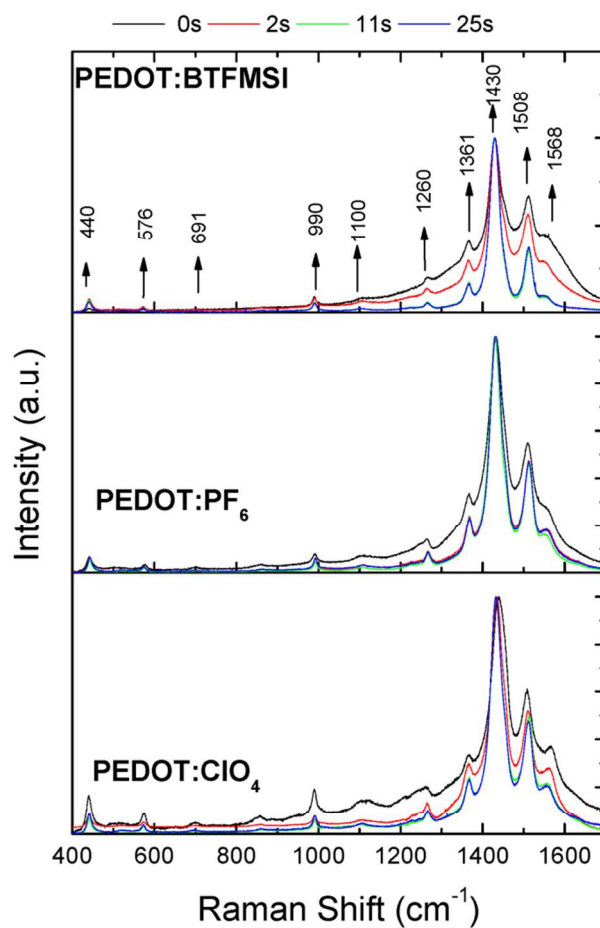 0s 2s 11s 25s
PEDOT:BTFMSI
440
576
691
990
1100
1260
1361
1430
1508
1568
PEDOT:PF6
PEDOT:ClO4
Intensity (a.u.)
400 600 800 1000 1200 1400 1600
Raman Shift (cm-1)